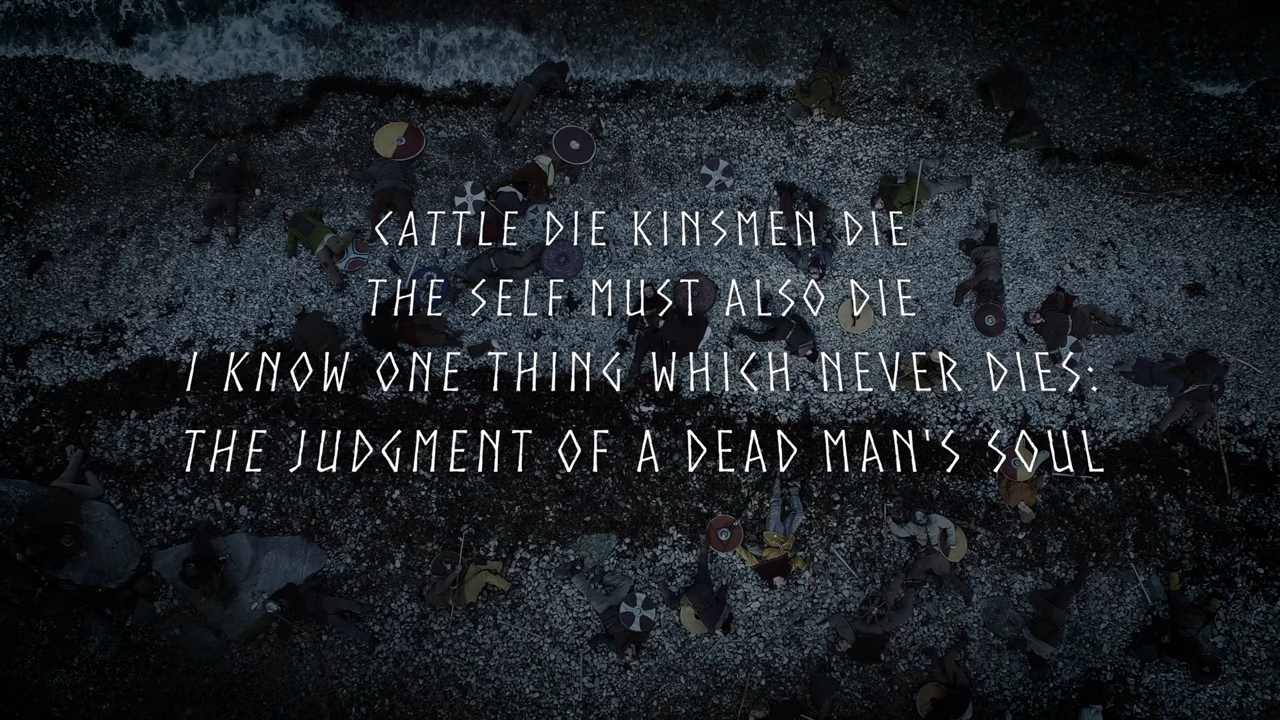 CATTLE DIE KINSMEN DIE
THE SELF MUST ALSO DIE
I KNOW ONE THING WHICH NEVER DIES:
THE JUDGMENT OF A DEAD MAN'S SOUL